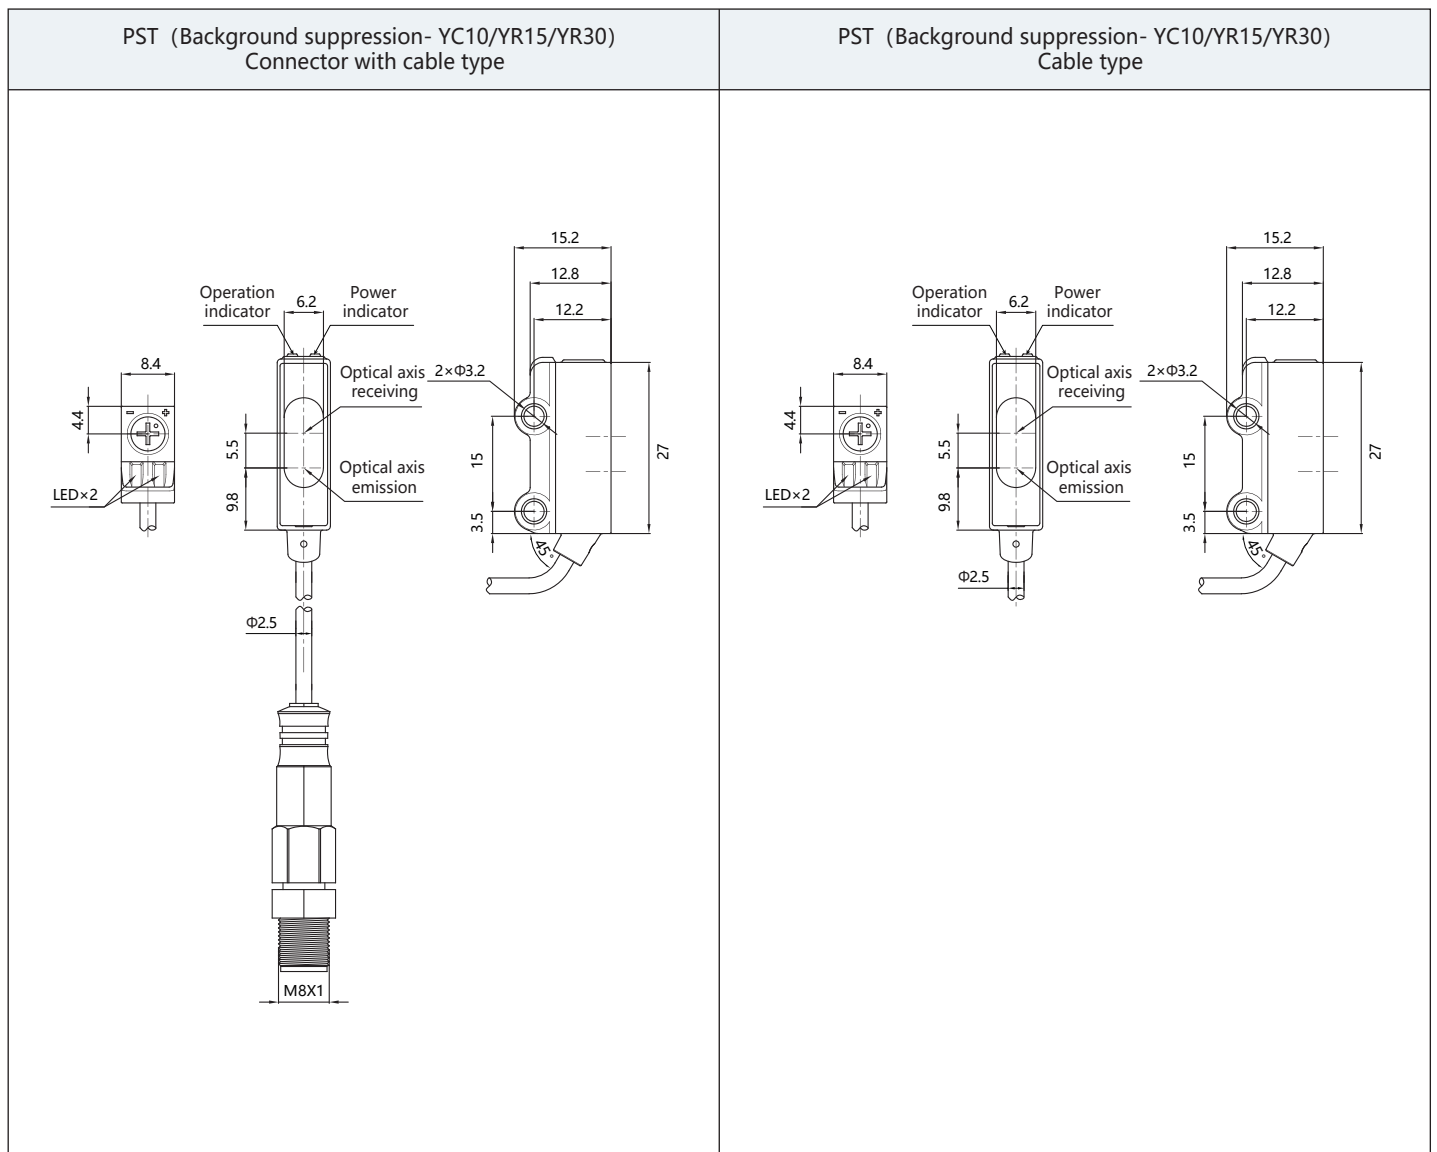 PST（Background suppression- YC10/YR15/YR30）
Connector with cable type
PST（Background suppression- YC10/YR15/YR30）
Cable type
15.2
12.8
12.2
Operation
indicator
6.2
Power
indicator
8.4
4.4
- +
LED×2
Optical axis
receiving
2×Φ3.2
5.5
9.8
Optical axis
emission
15
3.5
27
45°
Φ2.5
M8X1
15.2
12.8
12.2
Operation
indicator
6.2
Power
indicator
8.4
4.4
- +
LED×2
Optical axis
receiving
2×Φ3.2
5.5
9.8
Optical axis
emission
15
3.5
27
45°
Φ2.5